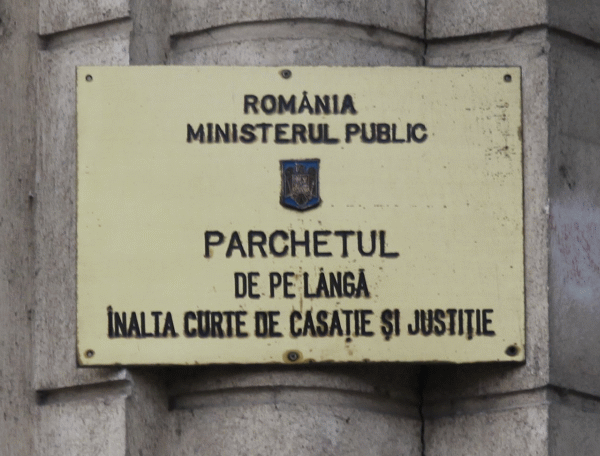 ROMÂNIA
MINISTERUL PUBLIC
PARCHETUL
DE PE LÂNGĂ
ÎNALTA CURTE DE CASAȚIE ȘI JUSTIȚIE